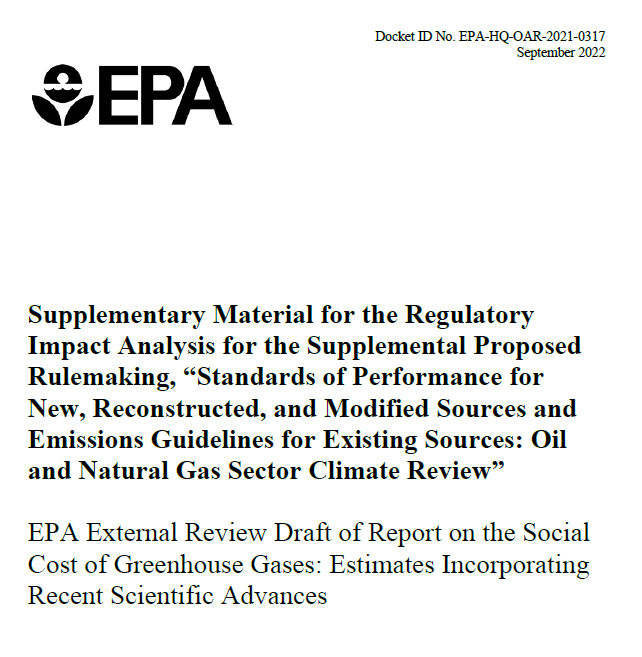 Docket ID No. EPA-HQ-OAR-2021-0317
September 2022
EPA
Supplementary Material for the Regulatory
Impact Analysis for the Supplemental Proposed
Rulemaking, “Standards of Performance for
New, Reconstructed, and Modified Sources and
Emissions Guidelines for Existing Sources: Oil
and Natural Gas Sector Climate Review”
EPA External Review Draft of Report on the Social
Cost of Greenhouse Gases: Estimates Incorporating
Recent Scientific Advances